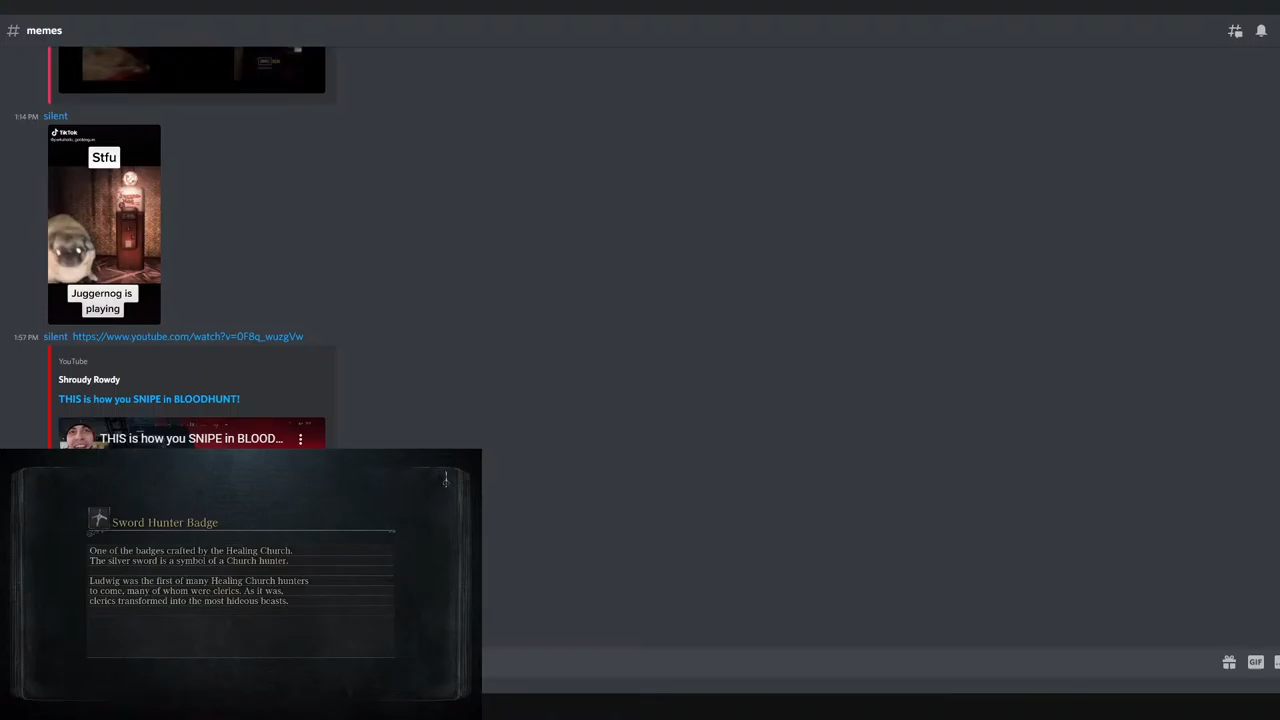 # memes
1:14 PM silent
TikTok
Stfu
Juggernog is
playing
1:57 PM silent https://www.youtube.com/watch?v=0F8q_wuzgVw
YouTube
Shroudy Rowdy
THIS is how you SNIPE in BLOODHUNT!
THIS is how you SNIPE in BLOOD...
Sword Hunter Badge
One of the badges crafted by the Healing Church.
The silver sword is a symbol of a Church hunter.
Ludwig was the first of many Healing Church hunters
to come, many of whom were clerics. As it was,
clerics transformed into the most hideous beasts.
GIF